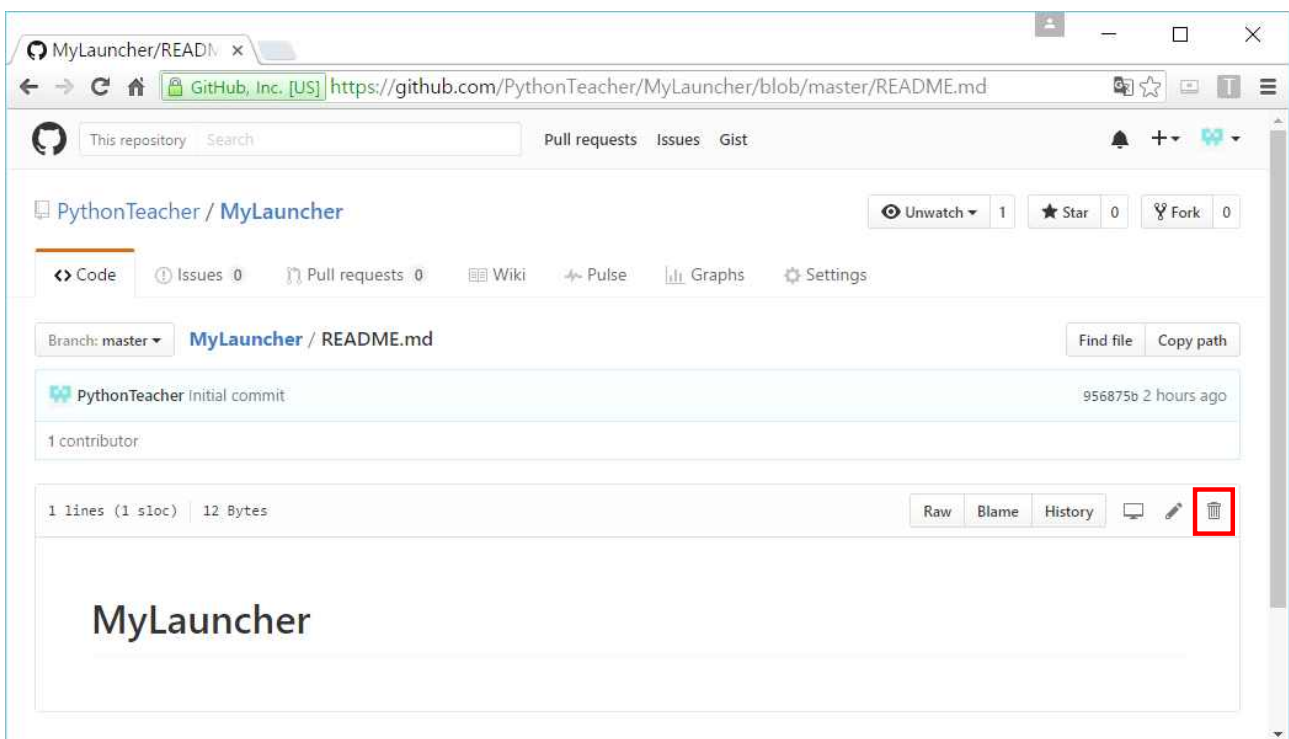 MyLauncher/READM
GitHub, Inc. [US] https://github.com/PythonTeacher/MyLauncher/blob/master/README.md
This repository Search Pull requests Issues Gist
PythonTeacher / MyLauncher Unwatch 1 Star 0 Fork 0
Code Issues 0 Pull requests 0 Wiki Pulse Graphs Settings
Branch: master MyLauncher / README.md Find file Copy path
PythonTeacher Initial commit 956875b 2 hours ago
1 contributor
1 lines (1 sloc) 12 Bytes Raw Blame History
MyLauncher